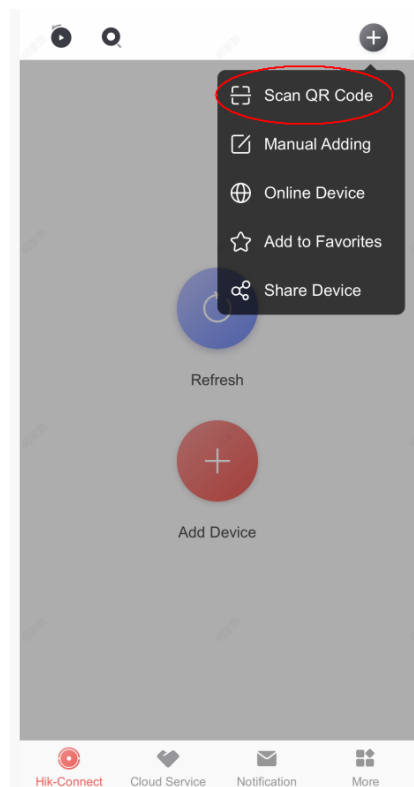 Scan QR Code
Manual Adding
Online Device
Add to Favorites
Share Device
Refresh
Add Device
Hik-Connect
Cloud Service
Notification
More